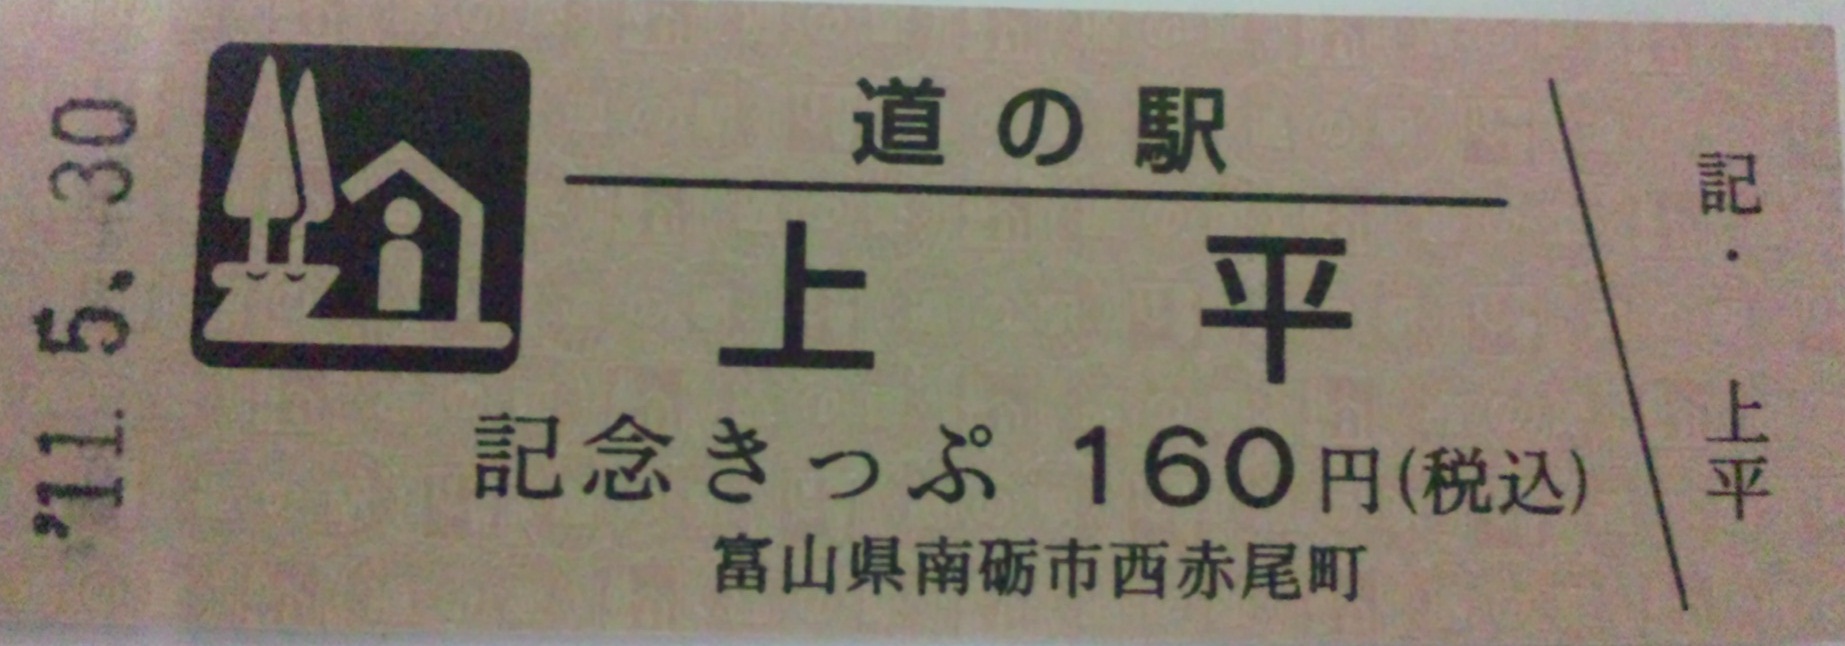 '11. 5. 30
道の駅
上平
記念きっぷ 160円(税込)
富山県南砺市西赤尾町
記・上平